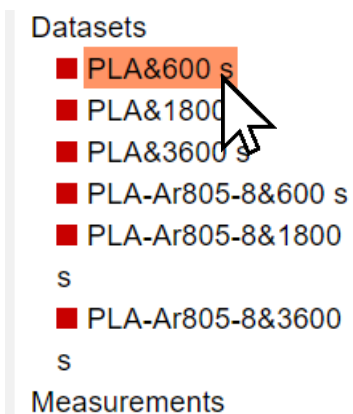 Datasets
PLA&600 s
PLA&1800
PLA&3600 s
PLA-Ar805-8&600 s
PLA-Ar805-8&1800
s
PLA-Ar805-8&3600
s
Measurements